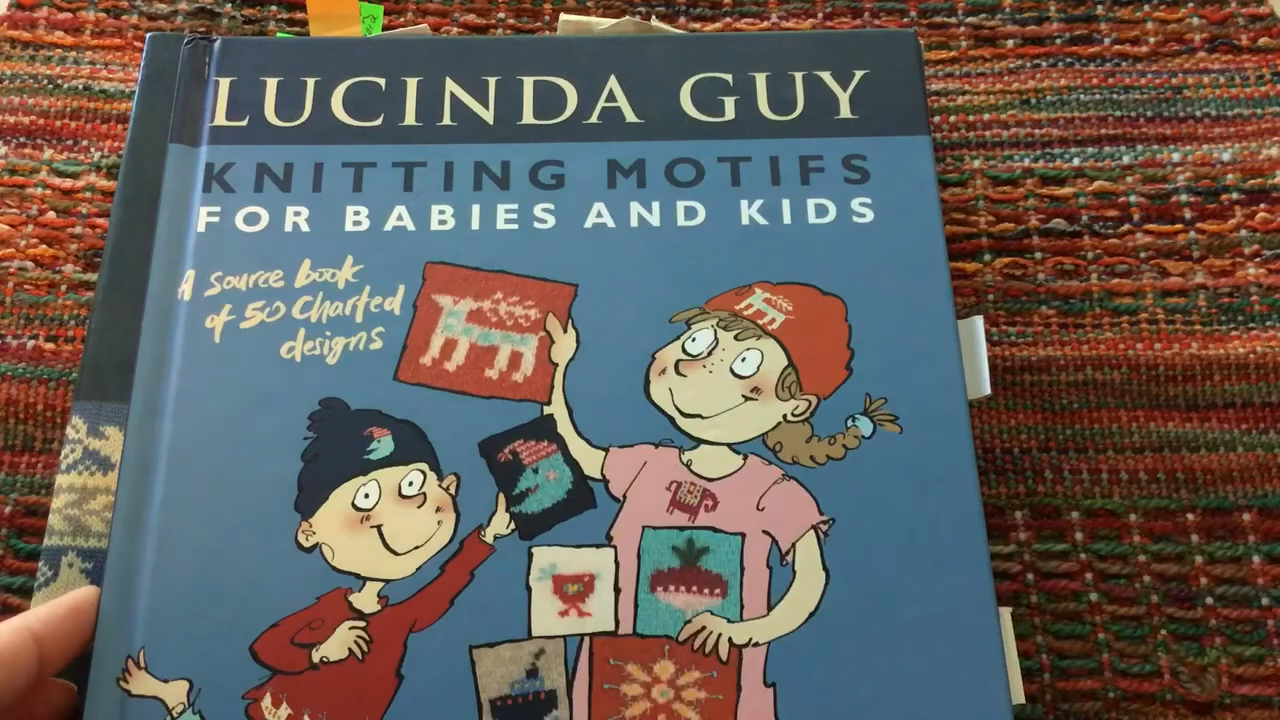 LUCINDA GUY
KNITTING MOTIFS
FOR BABIES AND KIDS
A source book
of 50 Charted
designs